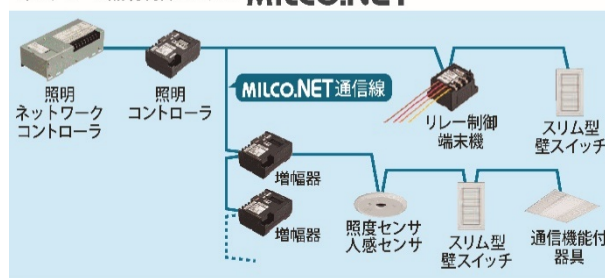 MILCO.NET
照明
ネットワーク
コントローラ
照明
コントローラ
MILCO.NET通信線
リレー制御
端末機
スリム型
壁スイッチ
増幅器
増幅器
照度センサ
人感センサ
スリム型
壁スイッチ
通信機能付
器具